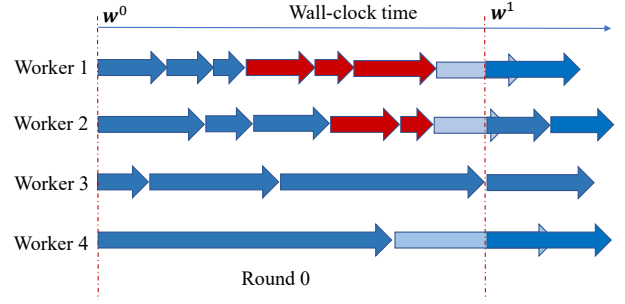 w⁰ Wall-clock time w¹
Worker 1
Worker 2
Worker 3
Worker 4
Round 0